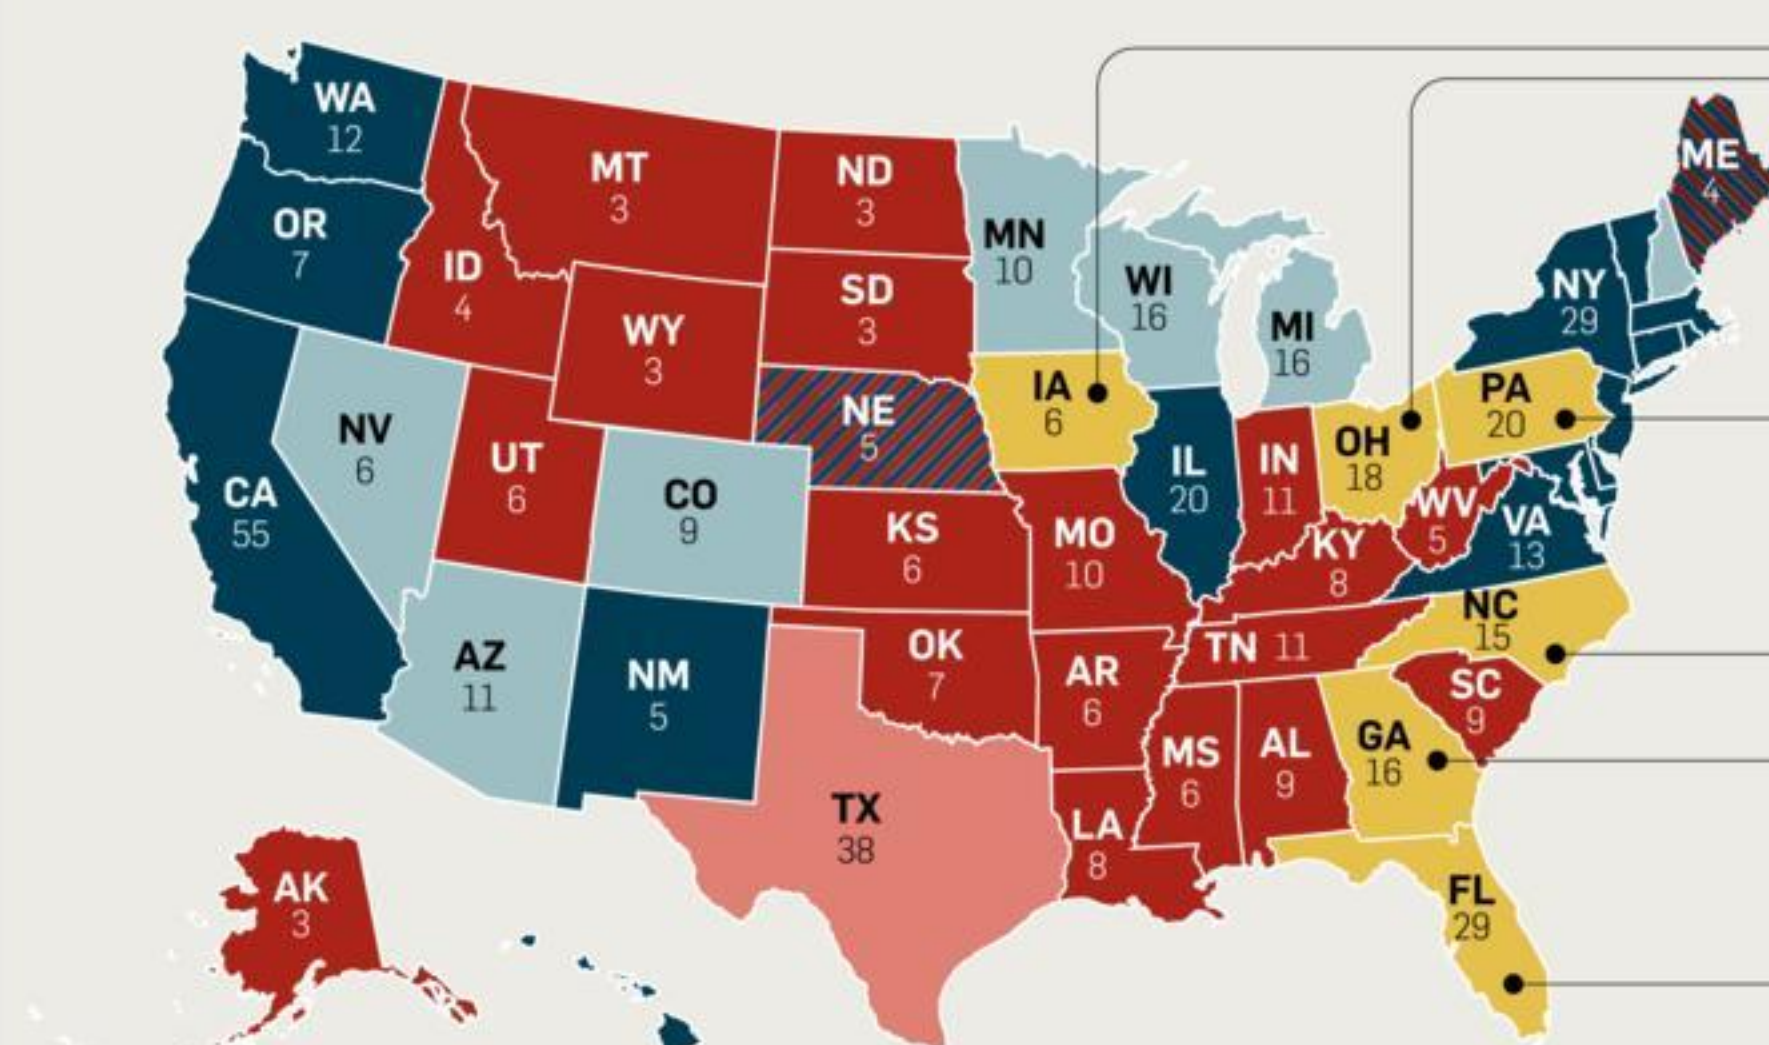 WA
12
OR
7
CA
55
NV
6
ID
4
MT
3
WY
3
UT
6
CO
9
AZ
11
NM
5
ND
3
SD
3
NE
5
KS
6
OK
7
TX
38
MN
10
IA
6
MO
10
AR
6
LA
8
WI
16
IL
20
MI
16
IN
11
OH
18
KY
8
TN 11
MS
6
AL
9
GA
16
FL
29
SC
9
NC
15
VA
13
WV
5
PA
20
NY
29
ME
4
AK
3